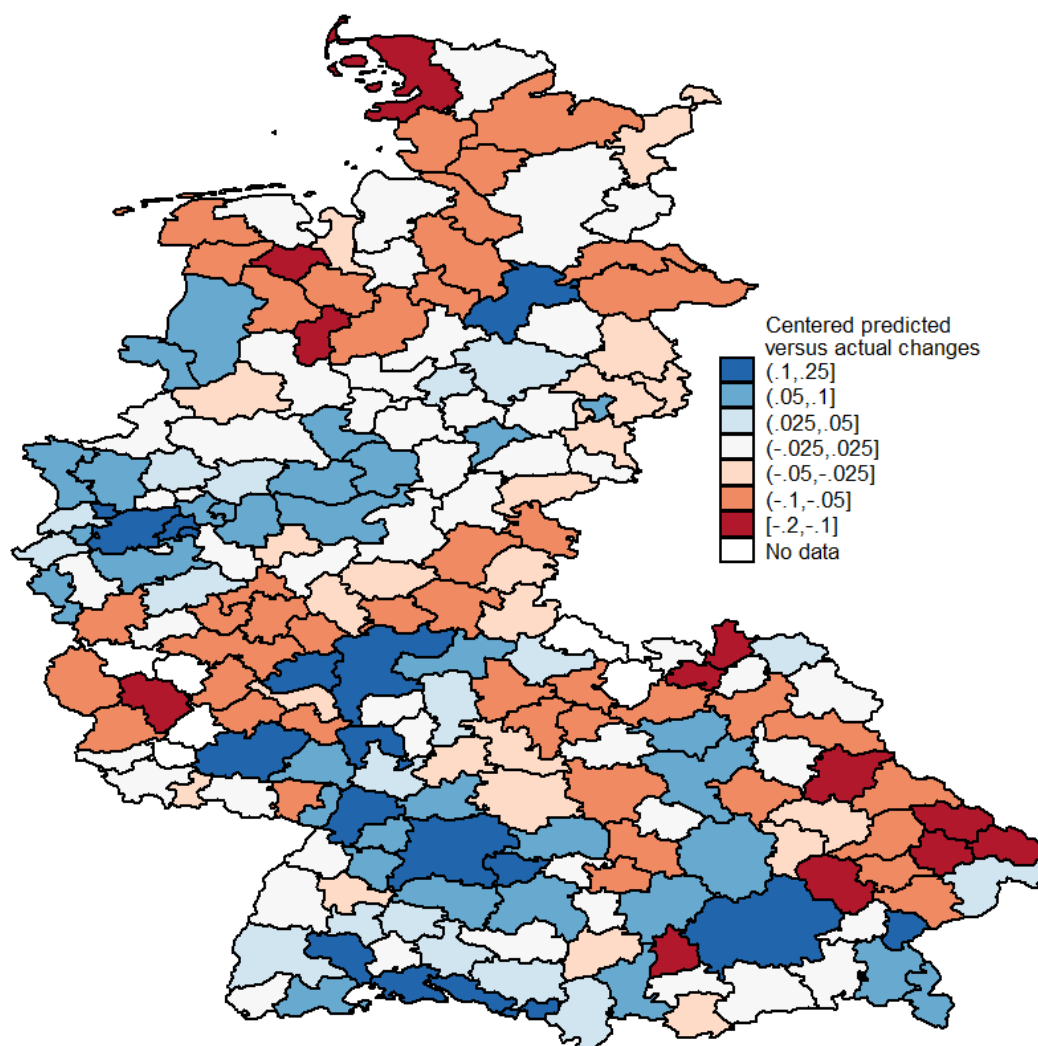 Centered predicted
versus actual changes
(.1,.25]
(.05,.1]
(.025,.05]
(-.025,.025]
(-.05,-.025]
(-.1,-.05]
[-.2,-.1]
No data